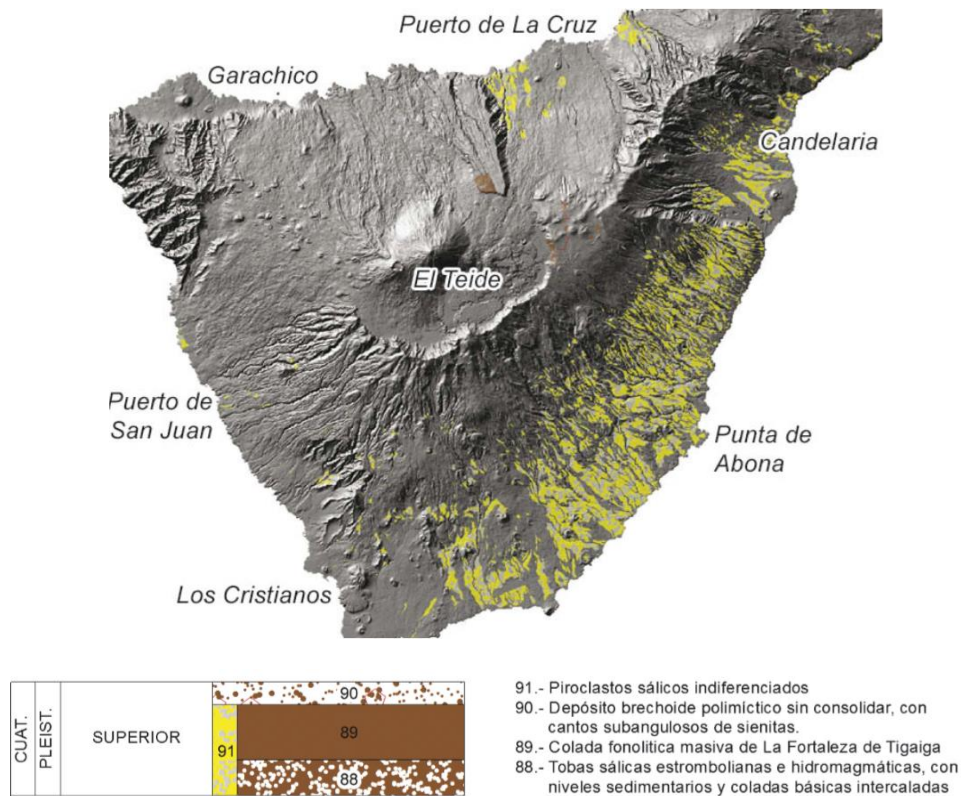 Puerto de La Cruz
Garachico
Candelaria
El Teide
Puerto de
San Juan
Punta de
Abona
Los Cristianos
CUAT.
PLEIST.
SUPERIOR
91
90
89
88
91.- Piroclastos sálicos indiferenciados
90.- Depósito brechoide polimíctico sin consolidar, con
cantos subangulosos de sienitas.
89.- Colada fonolítica masiva de La Fortaleza de Tigaiga
88.- Tobas sálicas estrombolianas e hidromagmáticas, con
niveles sedimentarios y coladas básicas intercaladas